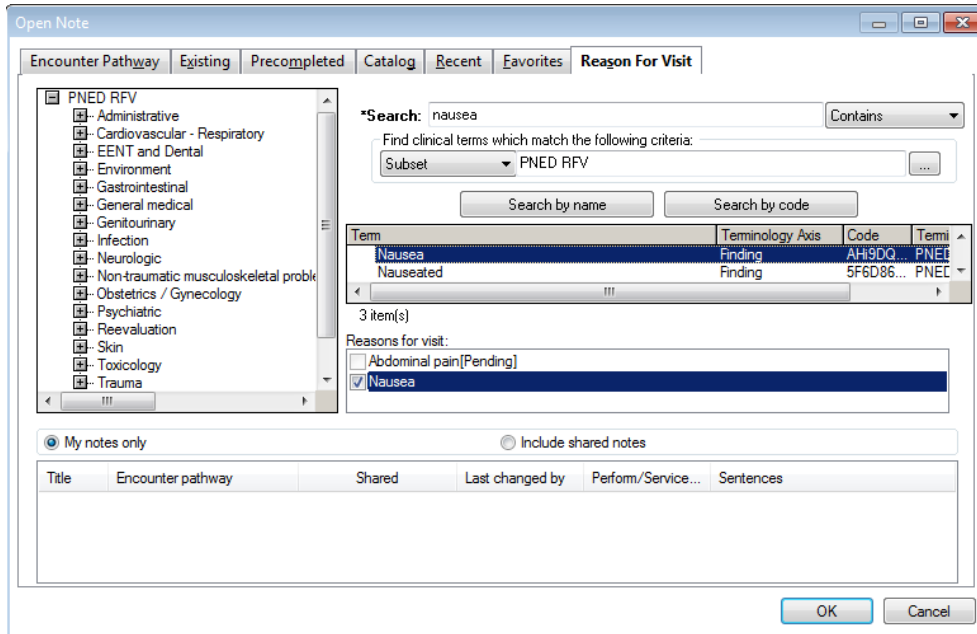 Open Note
Encounter Pathway Existing Precompleted Catalog Recent Favorites Reason For Visit
PNED RFV
Administrative
Cardiovascular - Respiratory
EENT and Dental
Environment
Gastrointestinal
General medical
Genitourinary
Infection
Neurologic
Non-traumatic musculoskeletal proble
Obstetrics / Gynecology
Psychiatric
Reevaluation
Skin
Toxicology
Trauma
*Search: nausea Contains
Find clinical terms which match the following criteria:
Subset PNED RFV ...
Search by name Search by code
Term Terminology Axis Code Termi
Nausea Finding AHi9DQ... PNED
Nauseated Finding 5F6D86... PNED
3 item(s)
Reasons for visit:
Abdominal pain[Pending]
Nausea
My notes only Include shared notes
Title Encounter pathway Shared Last changed by Perform/Service... Sentences
OK Cancel